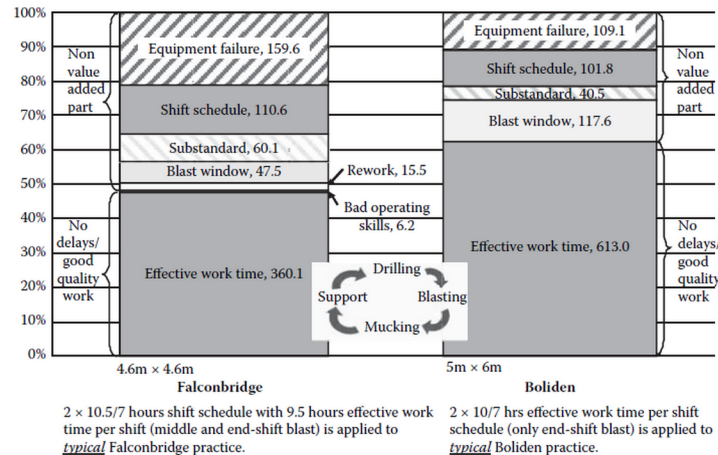 100%
90%
80%
70%
60%
50%
40%
30%
20%
10%
0%
Non
value
added
part
No
delays/
good
quality
work
Equipment failure, 159.6
Shift schedule, 110.6
Substandard, 60.1
Blast window, 47.5
Rework, 15.5
Bad operating
skills, 6.2
Effective work time, 360.1
Drilling
Support
Blasting
Mucking
Equipment failure, 109.1
Shift schedule, 101.8
Substandard, 40.5
Blast window, 117.6
Effective work time, 613.0
Non
value
added
part
No
delays/
good
quality
work
4.6m × 4.6m
Falconbridge
2 × 10.5/7 hours shift schedule with 9.5 hours effective work
time per shift (middle and end-shift blast) is applied to
typical Falconbridge practice.
5m × 6m
Boliden
2 × 10/7 hrs effective work time per shift
schedule (only end-shift blast) is applied to
typical Boliden practice.